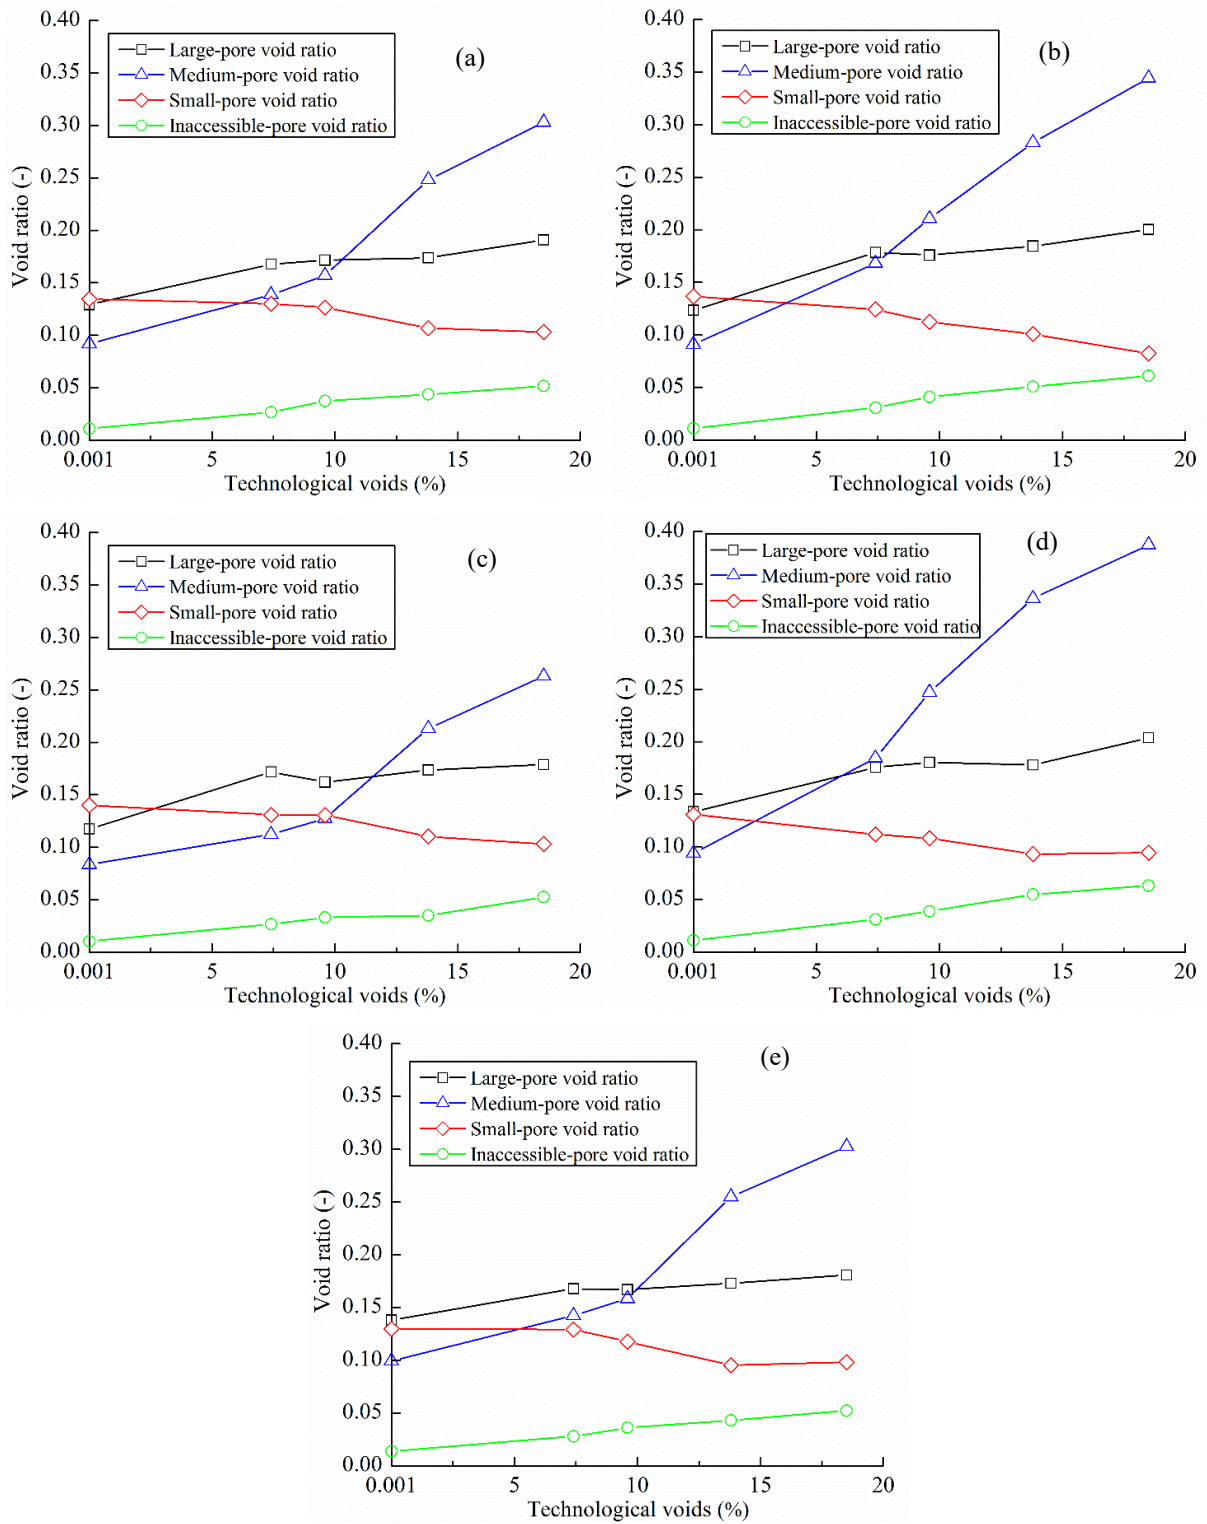 (a)
Large-pore void ratio
Medium-pore void ratio
Small-pore void ratio
Inaccessible-pore void ratio
Void ratio (-)
0.40
0.35
0.30
0.25
0.20
0.15
0.10
0.05
0.00
0.001 5 10 15 20
Technological voids (%)
(b)
Large-pore void ratio
Medium-pore void ratio
Small-pore void ratio
Inaccessible-pore void ratio
Void ratio (-)
0.40
0.35
0.30
0.25
0.20
0.15
0.10
0.05
0.00
0.001 5 10 15 20
Technological voids (%)
(c)
Large-pore void ratio
Medium-pore void ratio
Small-pore void ratio
Inaccessible-pore void ratio
Void ratio (-)
0.40
0.35
0.30
0.25
0.20
0.15
0.10
0.05
0.00
0.001 5 10 15 20
Technological voids (%)
(d)
Large-pore void ratio
Medium-pore void ratio
Small-pore void ratio
Inaccessible-pore void ratio
Void ratio (-)
0.40
0.35
0.30
0.25
0.20
0.15
0.10
0.05
0.00
0.001 5 10 15 20
Technological voids (%)
(e)
Large-pore void ratio
Medium-pore void ratio
Small-pore void ratio
Inaccessible-pore void ratio
Void ratio (-)
0.40
0.35
0.30
0.25
0.20
0.15
0.10
0.05
0.00
0.001 5 10 15 20
Technological voids (%)